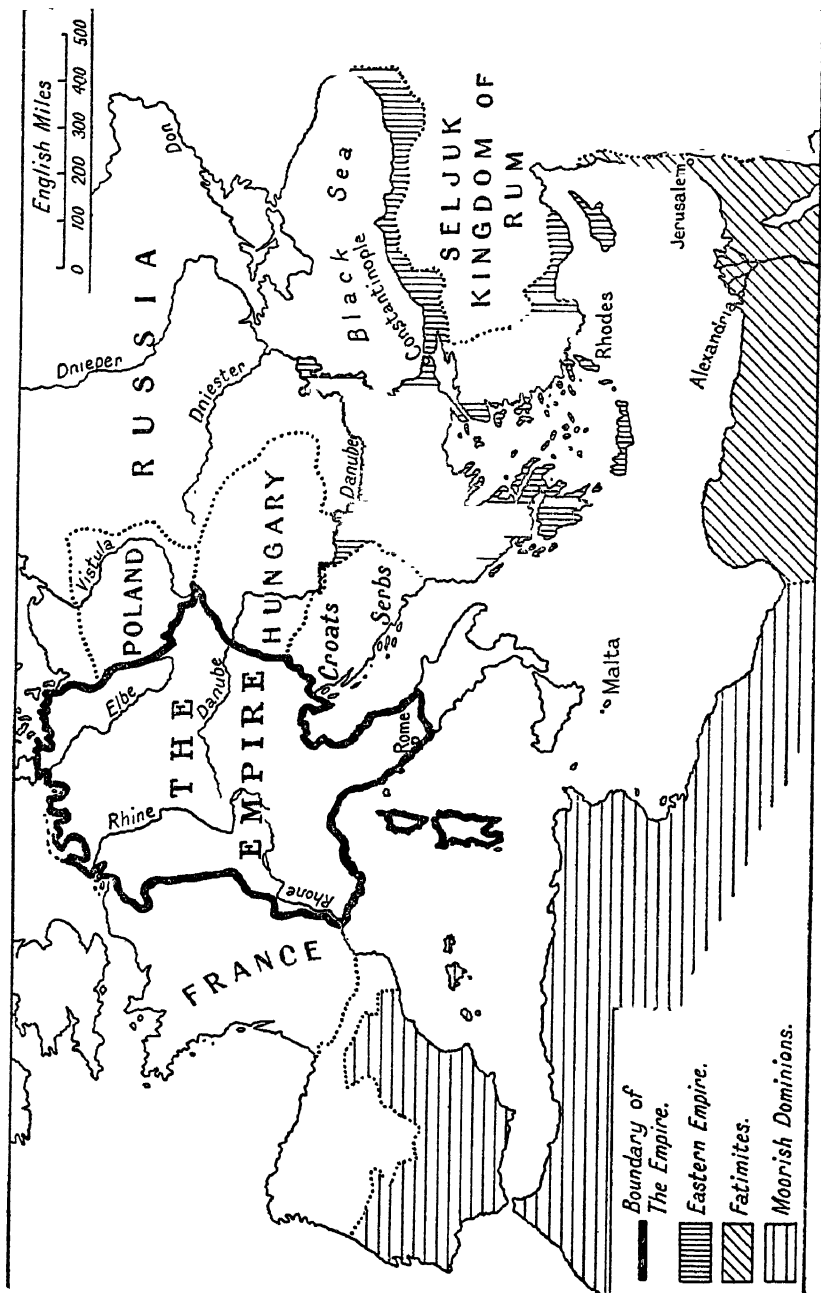 English Miles
0 100 200 300 400 500
RUSSIA
Don
Dnieper
Dniester
Vistula
POLAND
Elbe
Rhine
THE
EMPIRE
Danube
HUNGARY
Danube
Croats
Serbs
Black Sea
Constantinople
SELJUK
KINGDOM OF
RUM
FRANCE
Rhone
Rome
Malta
Rhodes
Jerusalem
Alexandria
Boundary of
The Empire.
Eastern Empire.
Fatimites.
Moorish Dominions.